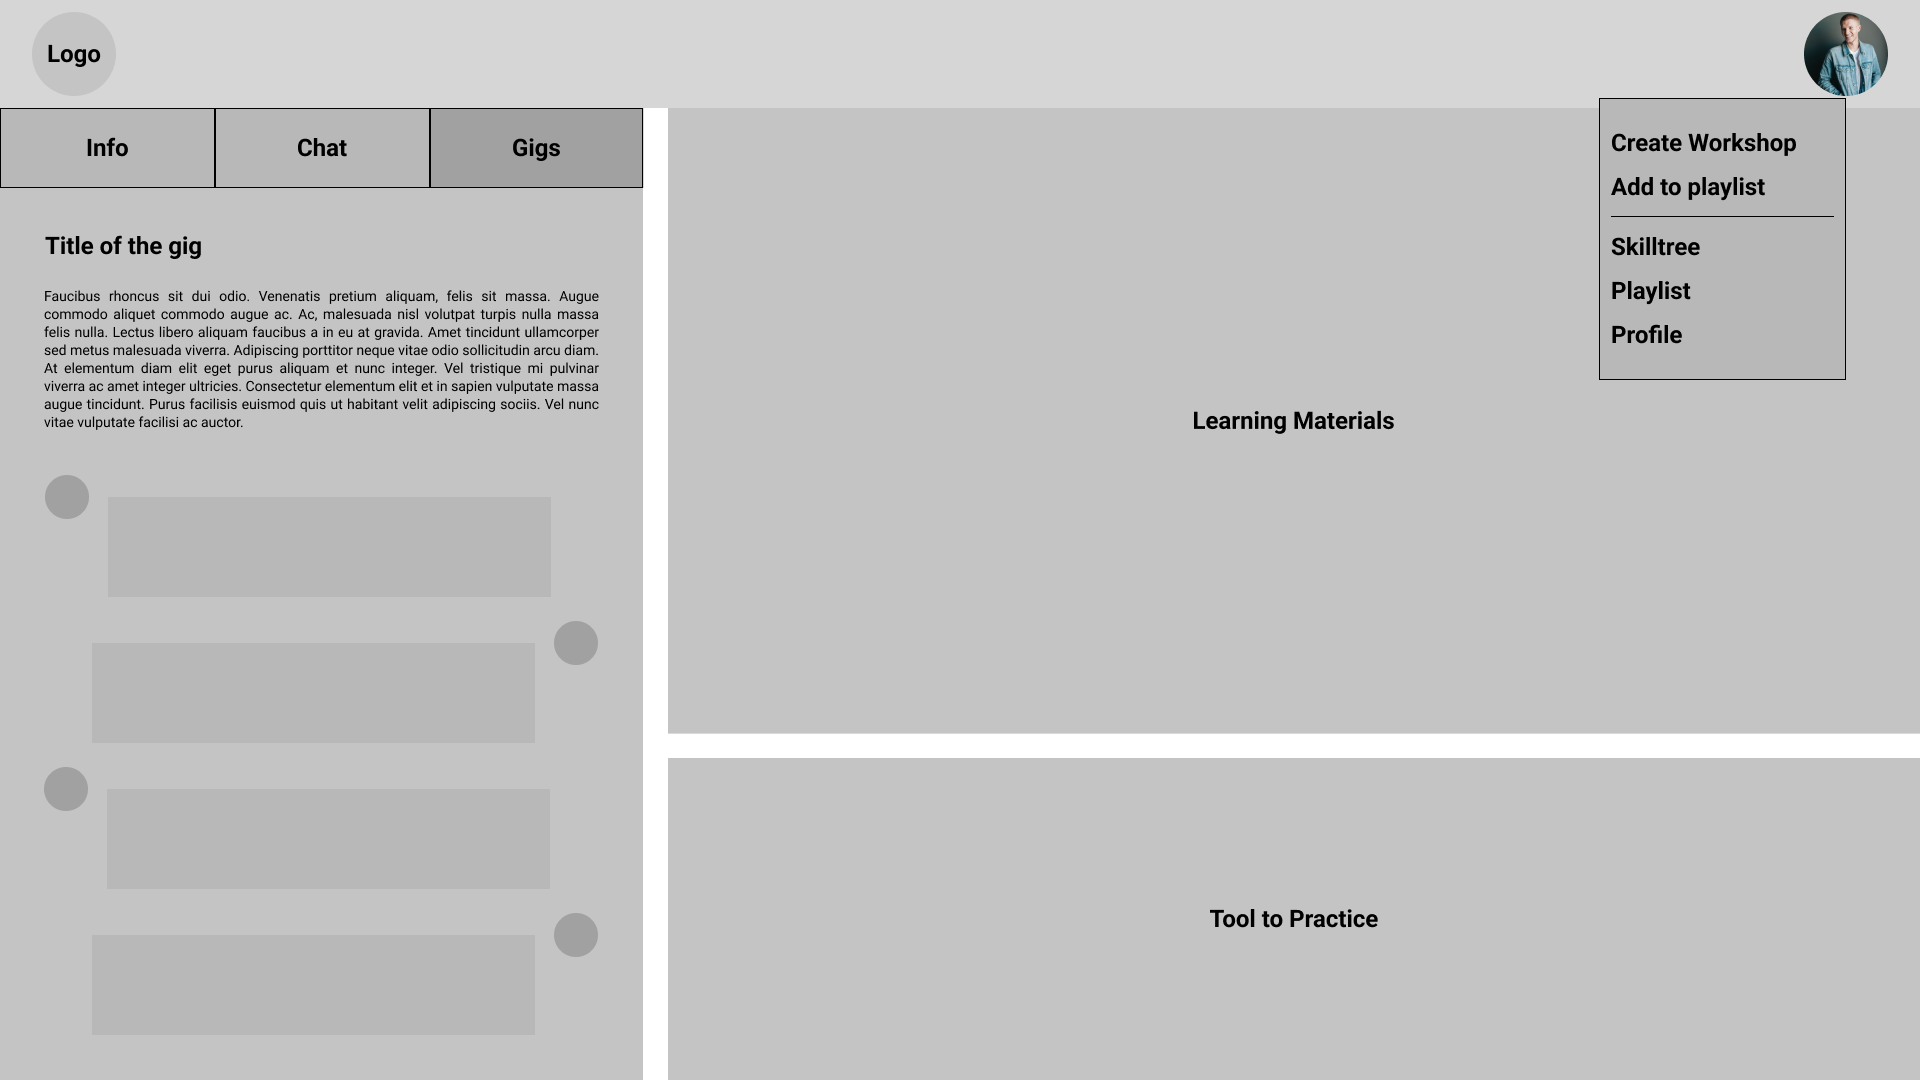 Logo
Info
Chat
Gigs
Title of the gig
Faucibus rhoncus sit dui odio. Venenatis pretium aliquam, felis sit massa. Augue
commodo aliquet commodo augue ac. Ac, malesuada nisl volutpat turpis nulla massa
felis nulla. Lectus libero aliquam faucibus a in eu at gravida. Amet tincidunt ullamcorper
sed metus malesuada viverra. Adipiscing porttitor neque vitae odio sollicitudin arcu diam.
At elementum diam elit eget purus aliquam et nunc integer. Vel tristique mi pulvinar
viverra ac amet integer ultricies. Consectetur elementum elit et in sapien vulputate massa
augue tincidunt. Purus facilisis euismod quis ut habitant velit adipiscing sociis. Vel nunc
vitae vulputate facilisi ac auctor.
Create Workshop
Add to playlist
Skilltree
Playlist
Profile
Learning Materials
Tool to Practice